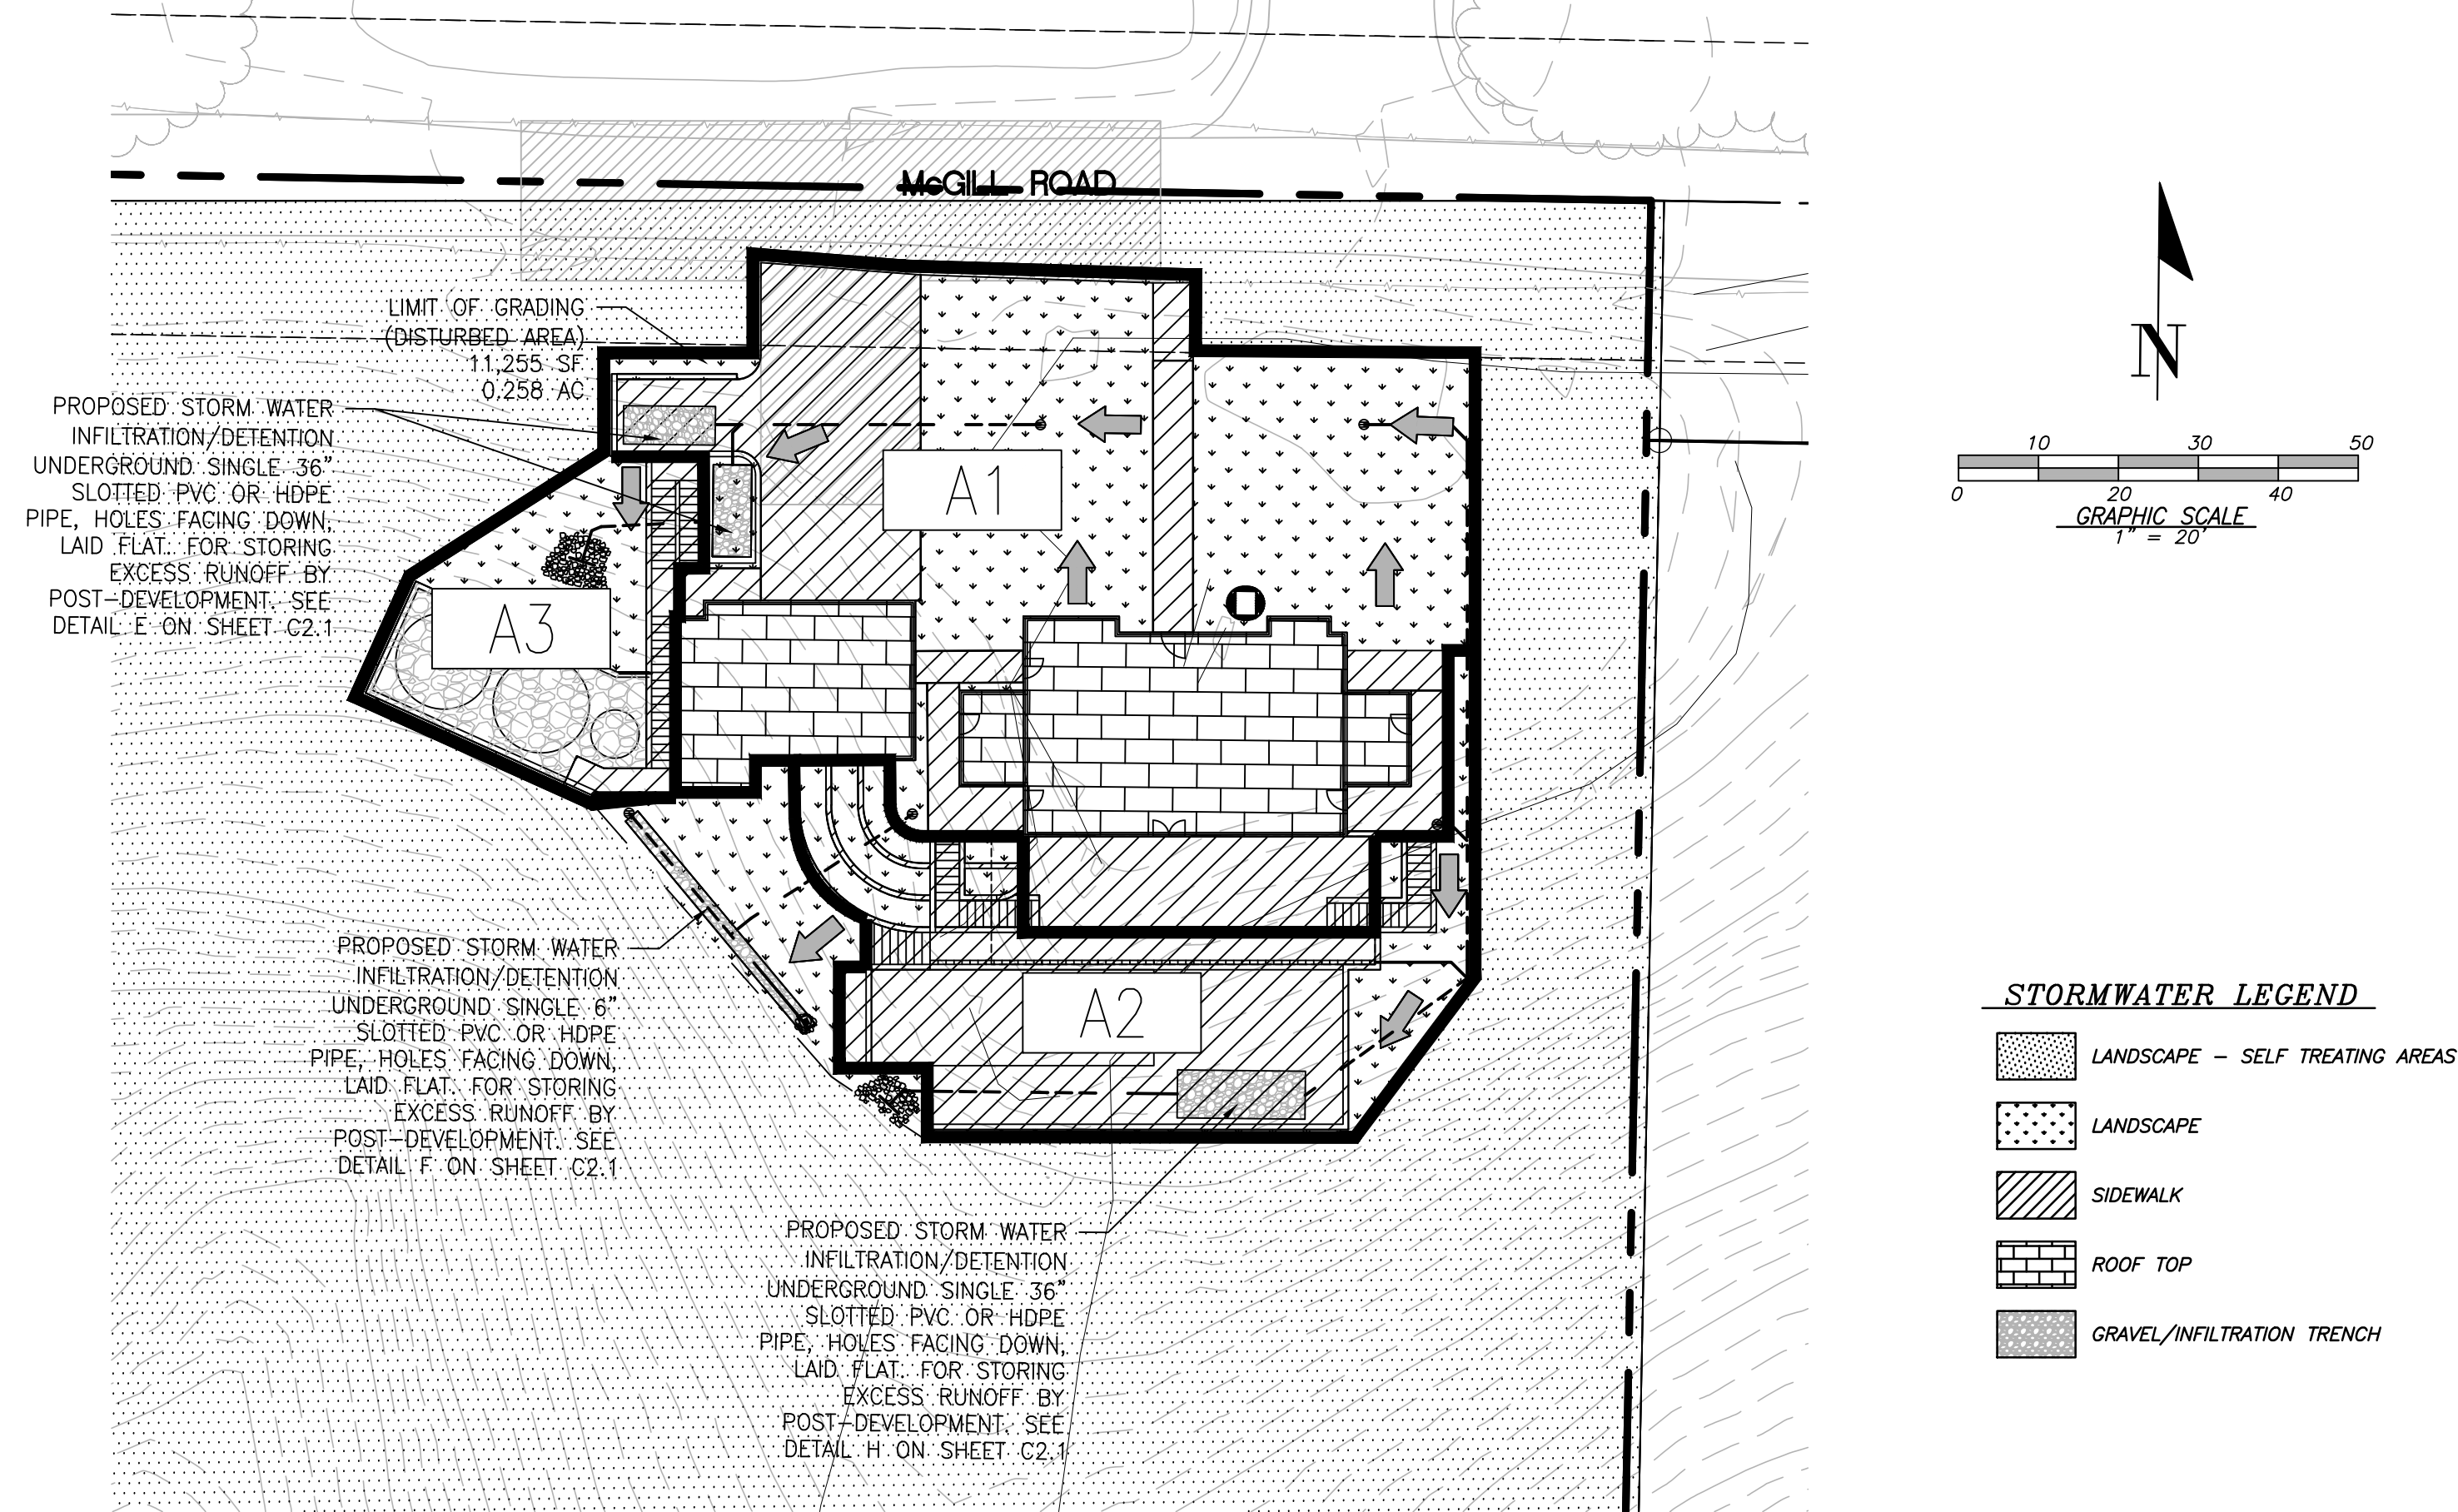 McGILL ROAD
LIMIT OF GRADING
(DISTURBED AREA)
11,255 SF
0.258 AC
PROPOSED STORM WATER
INFILTRATION/DETENTION
UNDERGROUND SINGLE 36"
SLOTTED PVC OR HDPE
PIPE, HOLES FACING DOWN,
LAID FLAT. FOR STORING
EXCESS RUNOFF BY
POST-DEVELOPMENT. SEE
DETAIL E ON SHEET C2.1
A1
A3
A2
PROPOSED STORM WATER
INFILTRATION/DETENTION
UNDERGROUND SINGLE 6"
SLOTTED PVC OR HDPE
PIPE, HOLES FACING DOWN,
LAID FLAT. FOR STORING
EXCESS RUNOFF BY
POST-DEVELOPMENT. SEE
DETAIL F ON SHEET C2.1
PROPOSED STORM WATER
INFILTRATION/DETENTION
UNDERGROUND SINGLE 36"
SLOTTED PVC OR HDPE
PIPE, HOLES FACING DOWN,
LAID FLAT. FOR STORING
EXCESS RUNOFF BY
POST-DEVELOPMENT. SEE
DETAIL H ON SHEET C2.1
N
10 30 50
0 20 40
GRAPHIC SCALE
1" = 20'
STORMWATER LEGEND
LANDSCAPE - SELF TREATING AREAS
LANDSCAPE
SIDEWALK
ROOF TOP
GRAVEL/INFILTRATION TRENCH